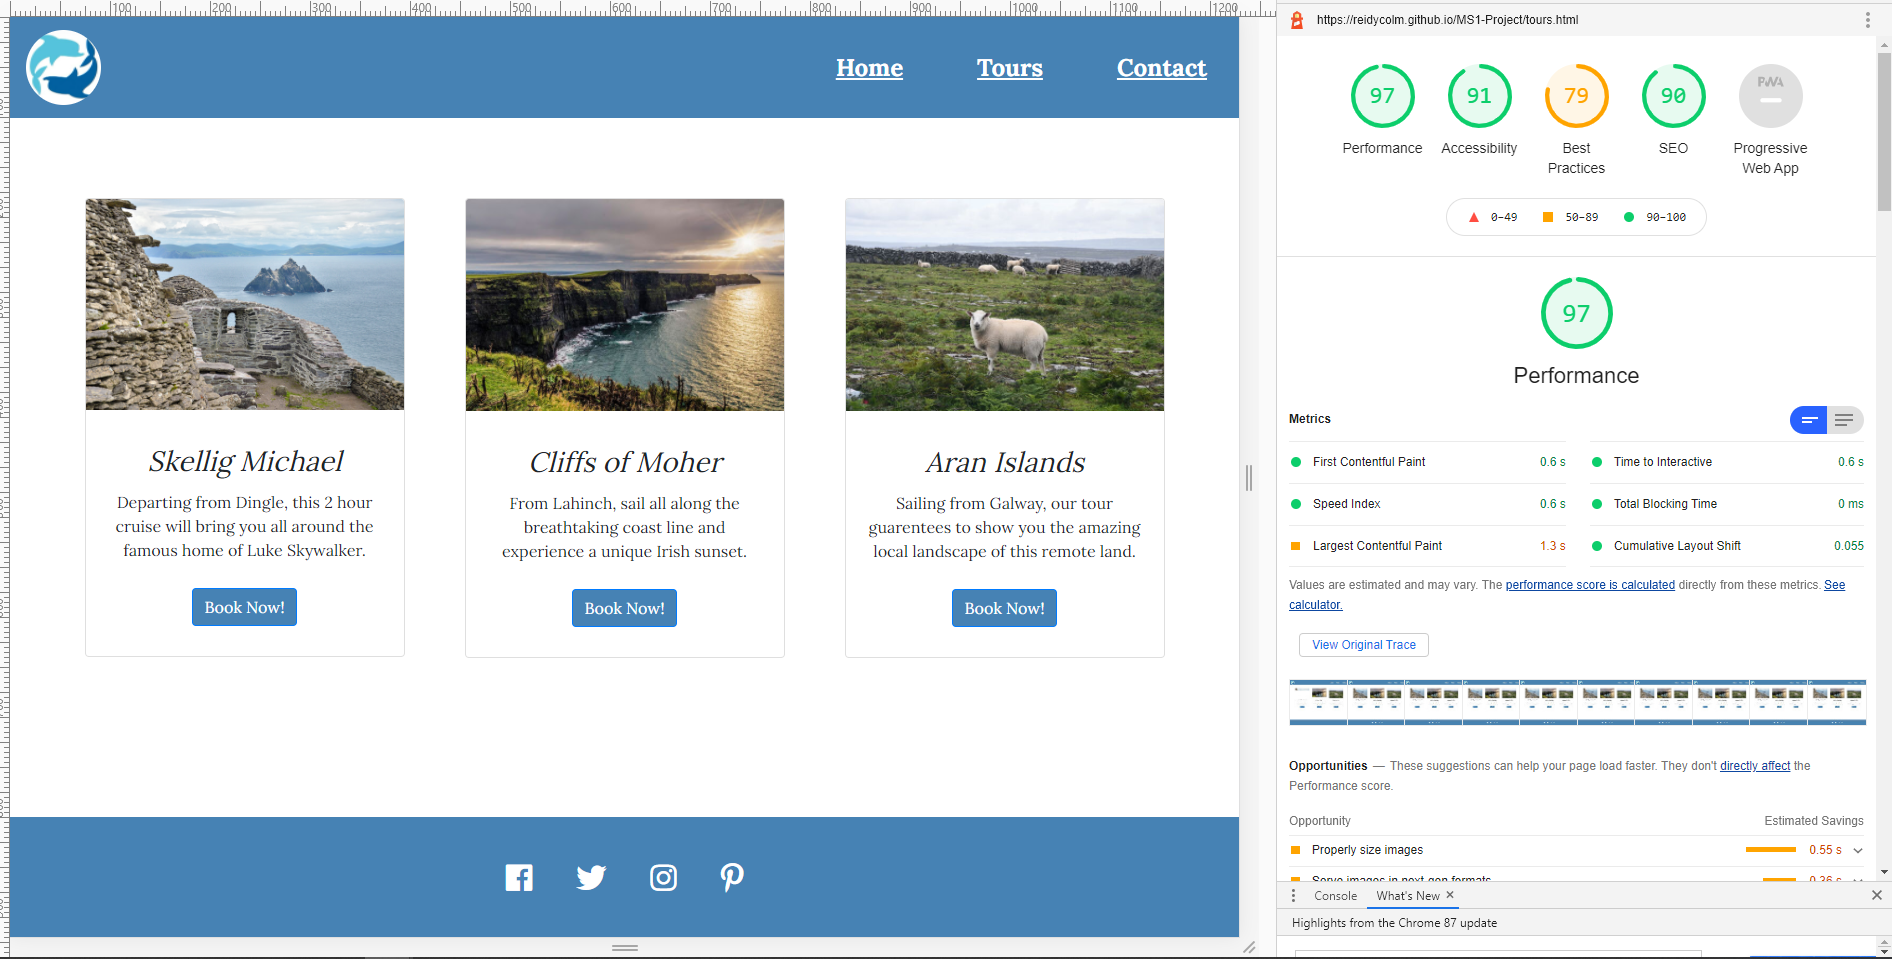 100 200 300 400 500 600 700 800 900 1000 1100 1200
Home Tours Contact
Skellig Michael
Departing from Dingle, this 2 hour
cruise will bring you all around the
famous home of Luke Skywalker.
Book Now!
Cliffs of Moher
From Lahinch, sail all along the
breathtaking coast line and
experience a unique Irish sunset.
Book Now!
Aran Islands
Sailing from Galway, our tour
guarentees to show you the amazing
local landscape of this remote land.
Book Now!
https://reidycolm.github.io/MS1-Project/tours.html
97 91 79 90 PWA
Performance Accessibility Best Practices SEO Progressive Web App
0–49 50–89 90–100
97
Performance
Metrics
First Contentful Paint 0.6 s
Time to Interactive 0.6 s
Speed Index 0.6 s
Total Blocking Time 0 ms
Largest Contentful Paint 1.3 s
Cumulative Layout Shift 0.055
Values are estimated and may vary. The performance score is calculated directly from these metrics. See
calculator.
View Original Trace
Opportunities — These suggestions can help your page load faster. They don't directly affect the
Performance score.
Opportunity Estimated Savings
Properly size images 0.55 s
Serve images in next-gen formats 0.36 s
Console What's New
Highlights from the Chrome 87 update